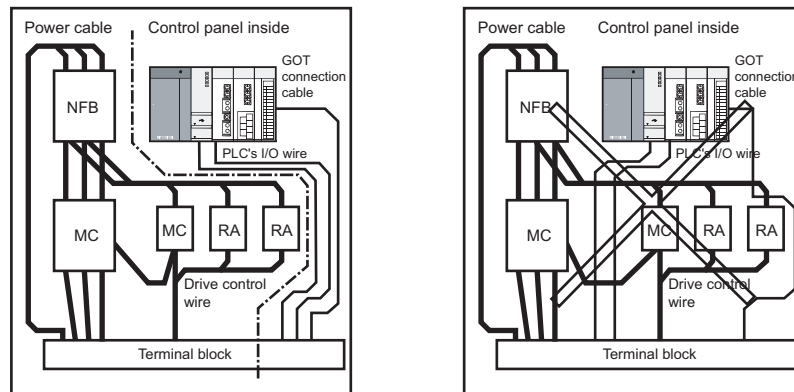 Power cable
Control panel inside
GOT
connection
cable
NFB
PLC's I/O wire
MC
MC
RA
RA
Drive control
wire
Terminal block
Power cable
Control panel inside
GOT
connection
cable
NFB
PLC's I/O wire
MC
MC
RA
RA
Drive control
wire
Terminal block